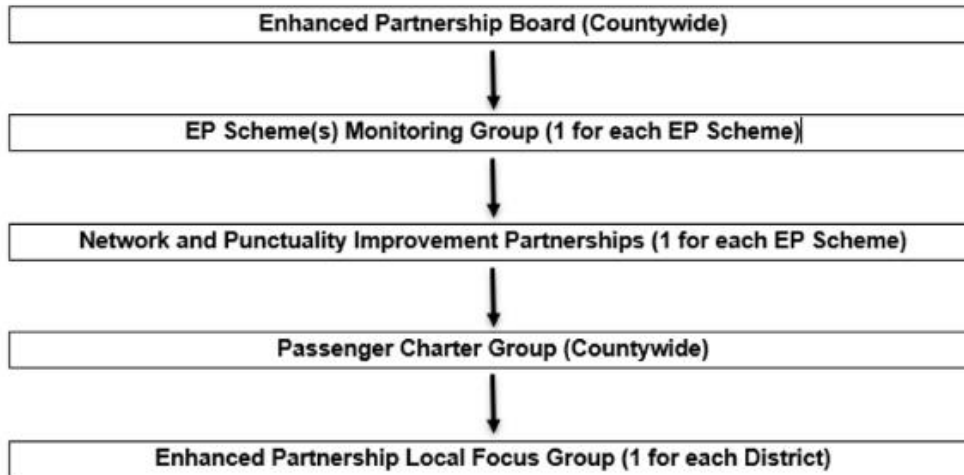 Enhanced Partnership Board (Countywide)
EP Scheme(s) Monitoring Group (1 for each EP Scheme)
Network and Punctuality Improvement Partnerships (1 for each EP Scheme)
Passenger Charter Group (Countywide)
Enhanced Partnership Local Focus Group (1 for each District)